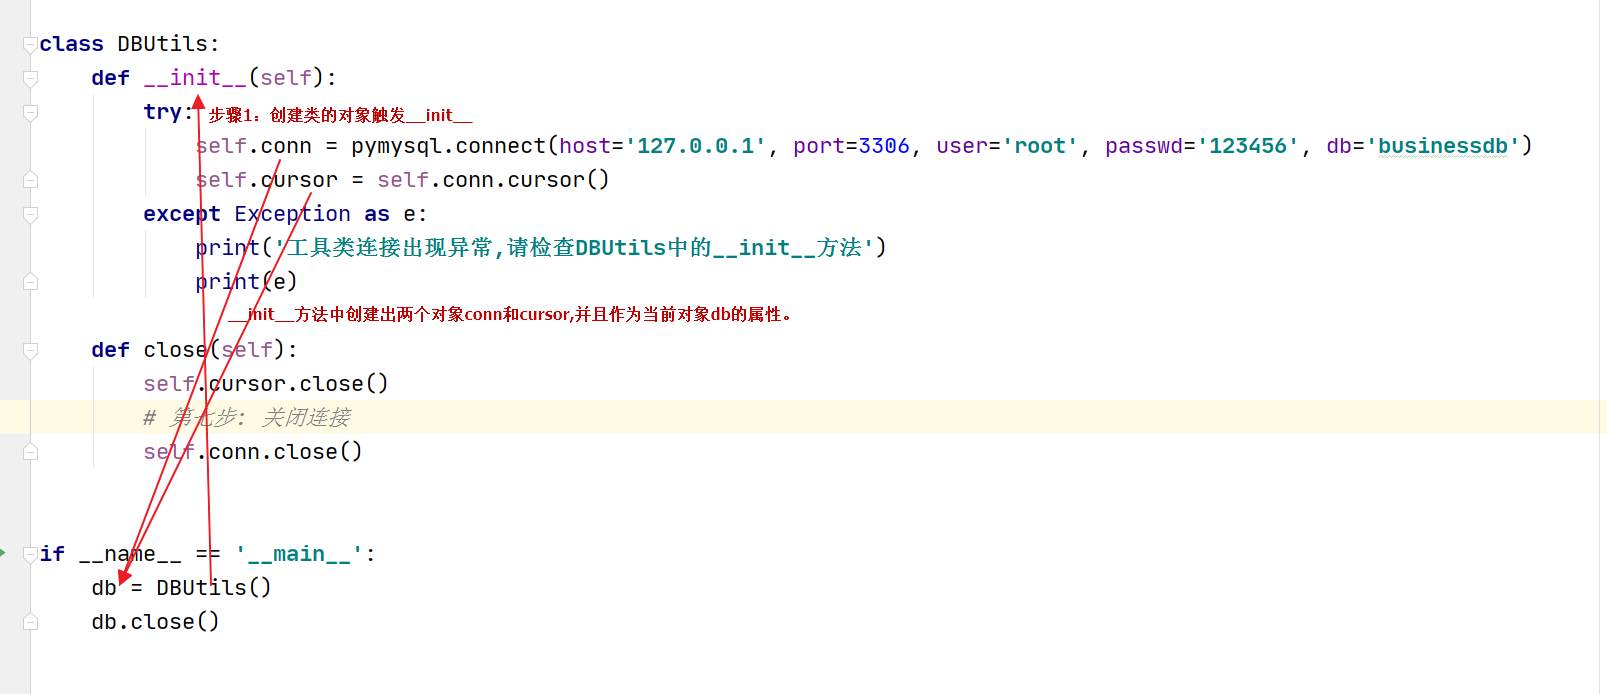 class DBUtils:
def __init__(self):
try:
步骤1：创建类的对象触发__init__
self.conn = pymysql.connect(host='127.0.0.1', port=3306, user='root', passwd='123456', db='businessdb')
self.cursor = self.conn.cursor()
except Exception as e:
print('工具类连接出现异常,请检查DBUtils中的__init__方法')
print(e)
__init__方法中创建出两个对象conn和cursor,并且作为当前对象db的属性。
def close(self):
self.cursor.close()
# 第七步: 关闭连接
self.conn.close()
if __name__ == '__main__':
db = DBUtils()
db.close()